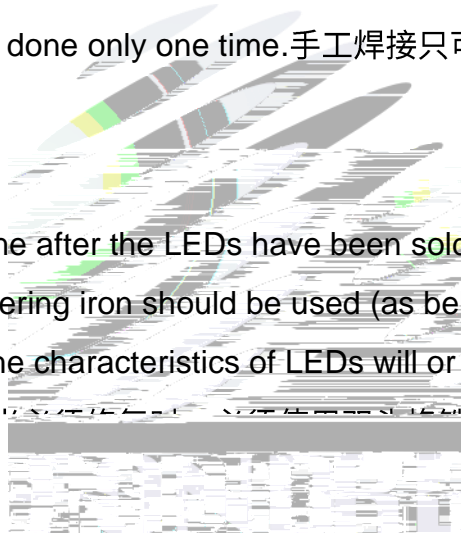 done only one time.手工焊接只可
ne after the LEDs have been sold
ering iron should be used (as be
ne characteristics of LEDs will or